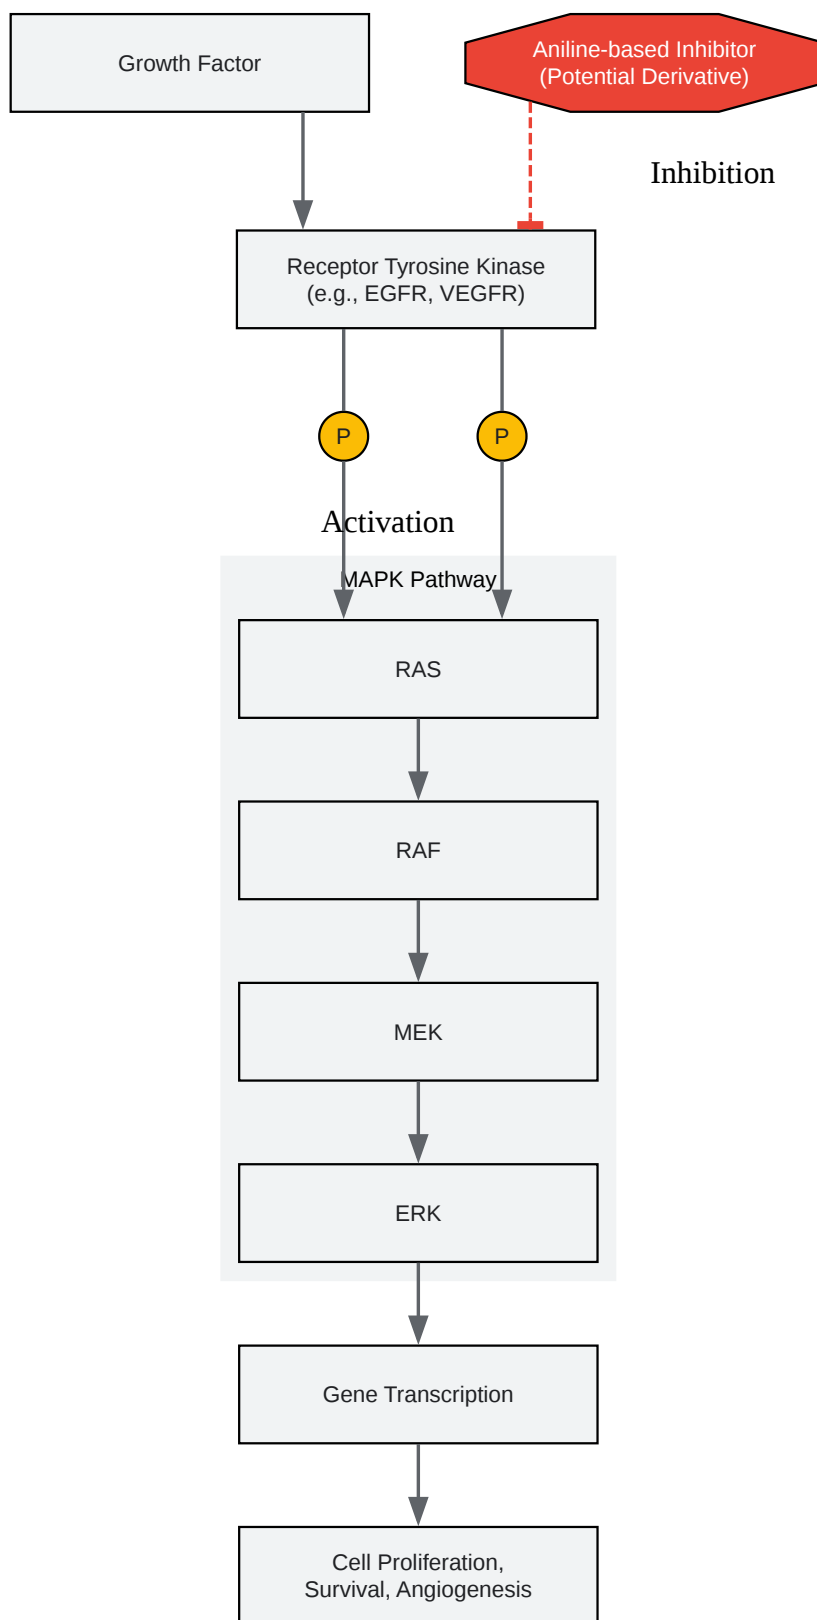 Growth Factor
Aniline-based Inhibitor
(Potential Derivative)
Inhibition
Receptor Tyrosine Kinase
(e.g., EGFR, VEGFR)
P
P
Activation
MAPK Pathway
RAS
RAF
MEK
ERK
Gene Transcription
Cell Proliferation,
Survival, Angiogenesis